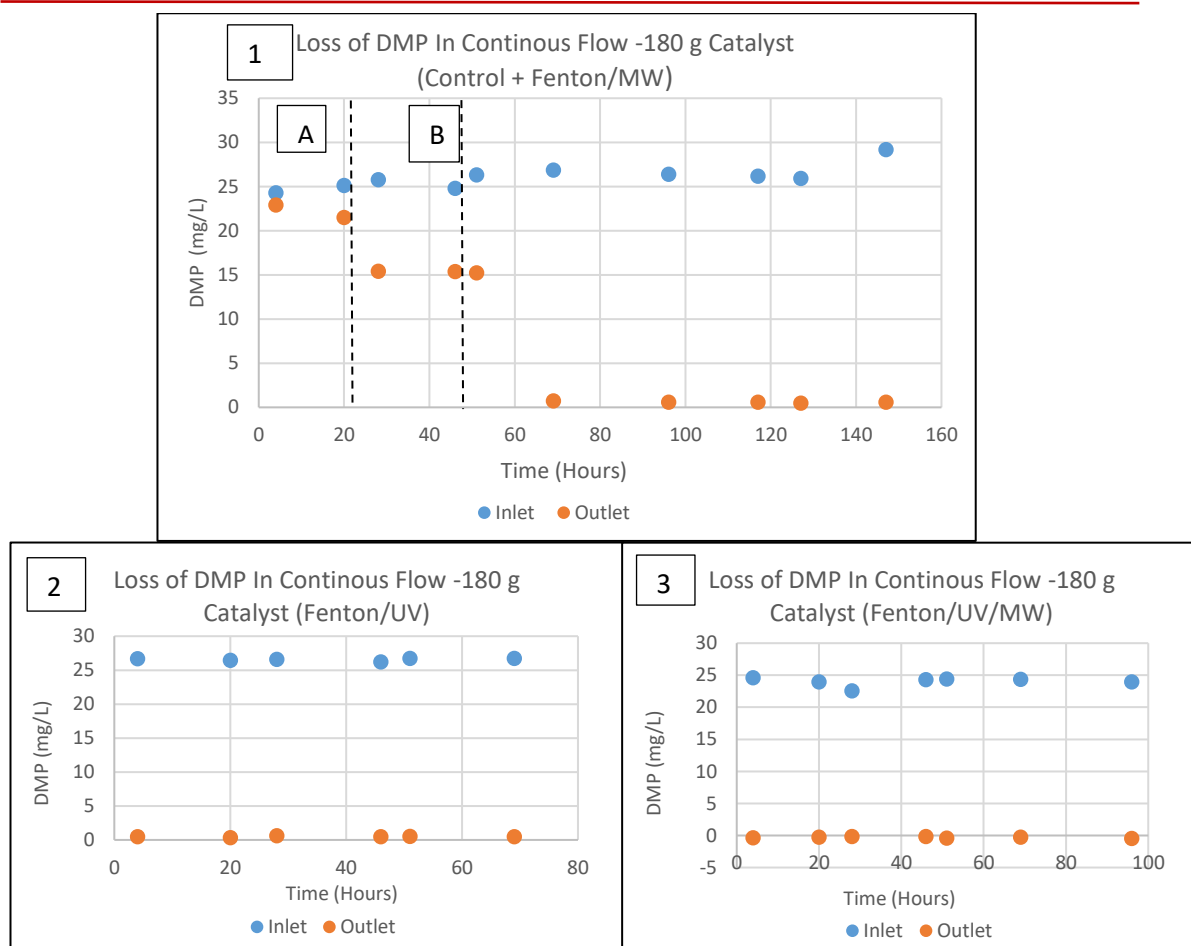 1
Loss of DMP In Continous Flow -180 g Catalyst
(Control + Fenton/MW)
A
B
DMP (mg/L)
35
30
25
20
15
10
5
0
0 20 40 60 80 100 120 140 160
Time (Hours)
Inlet Outlet
2
Loss of DMP In Continous Flow -180 g
Catalyst (Fenton/UV)
DMP (mg/L)
30
25
20
15
10
5
0
0 20 40 60 80
Time (Hours)
Inlet Outlet
3
Loss of DMP In Continous Flow -180 g
Catalyst (Fenton/UV/MW)
DMP (mg/L)
30
25
20
15
10
5
0
-5
0 20 40 60 80 100
Time (Hours)
Inlet Outlet